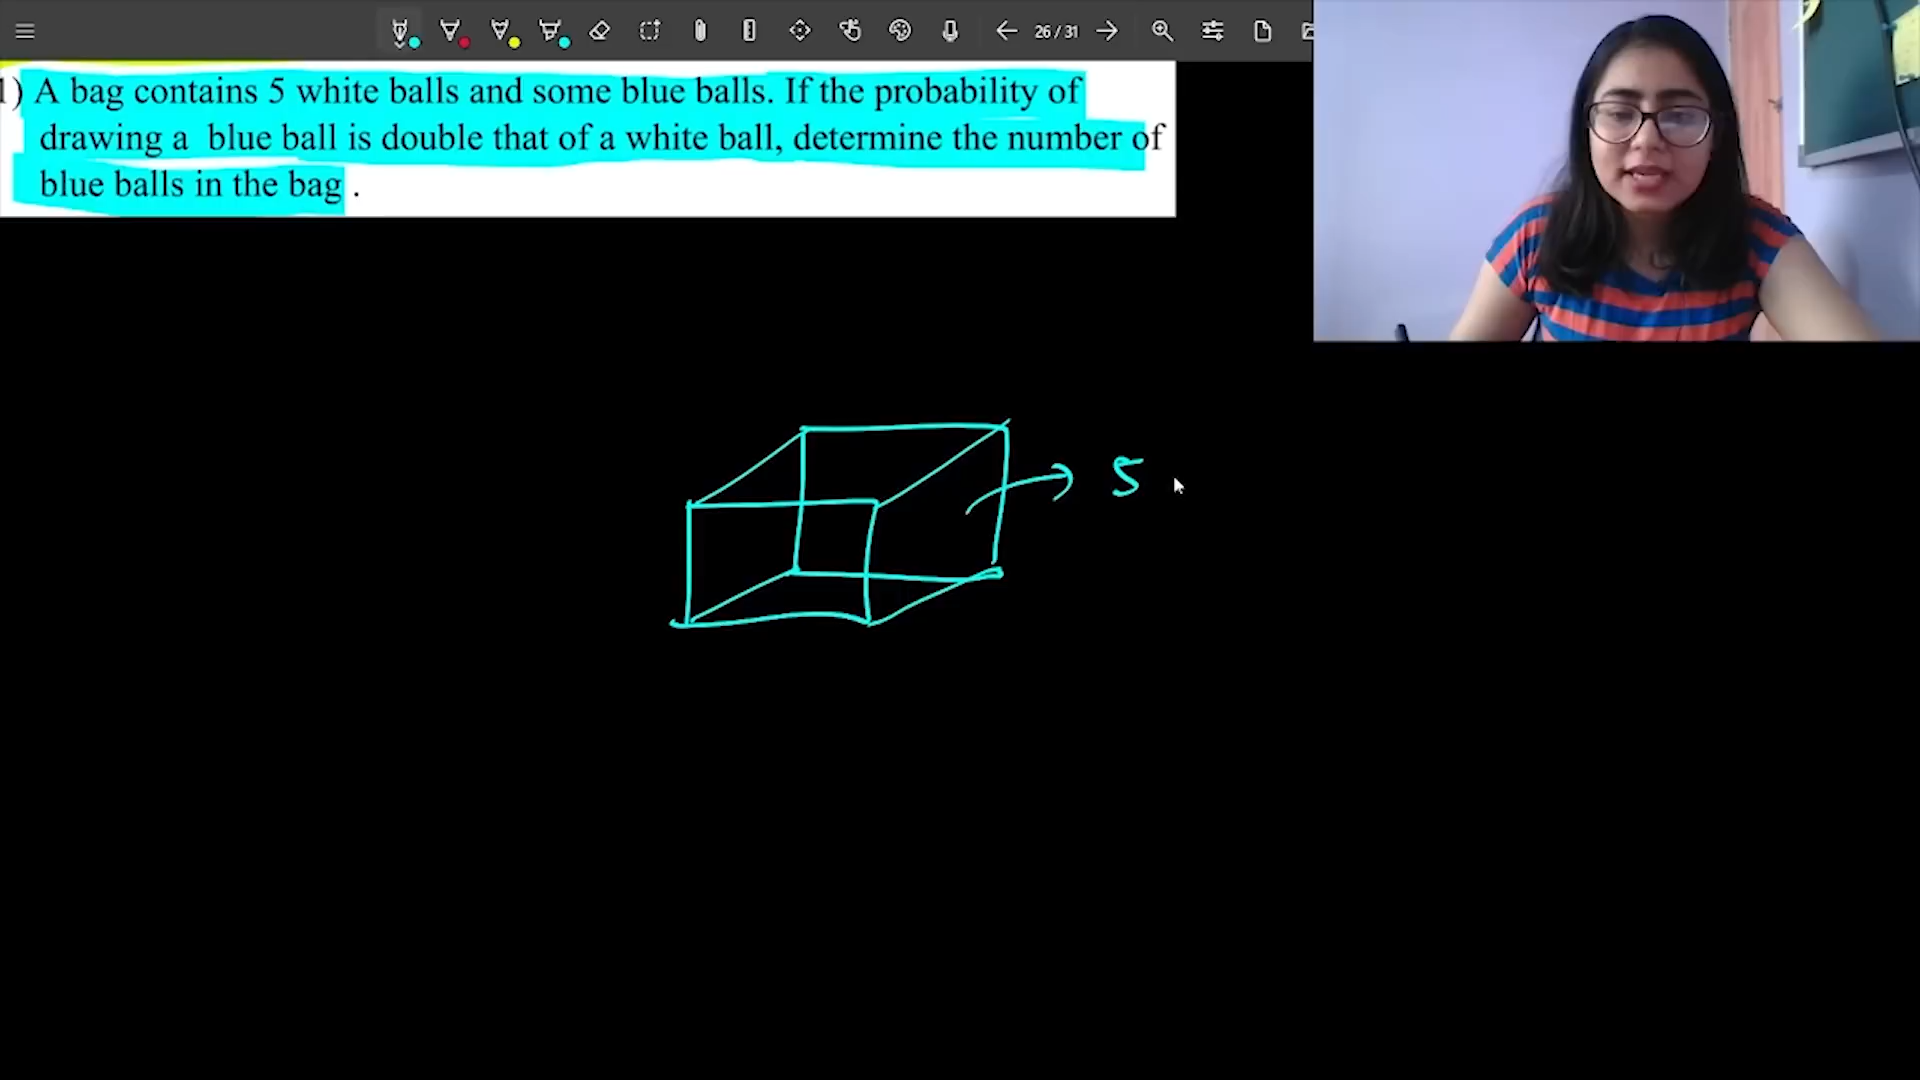 26 / 31
1) A bag contains 5 white balls and some blue balls. If the probability of
drawing a blue ball is double that of a white ball, determine the number of
blue balls in the bag .
5